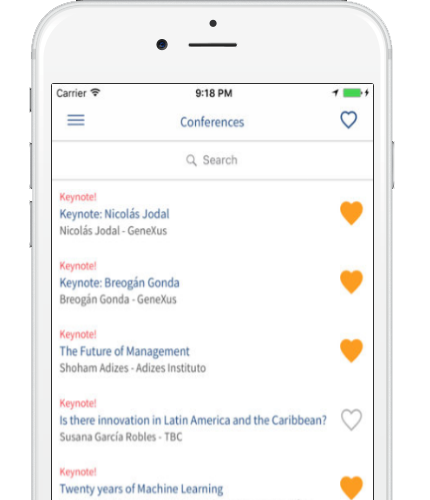 Carrier 9:18 PM
Conferences
Search
Keynote!
Keynote: Nicolás Jodal
Nicolás Jodal - GeneXus
Keynote!
Keynote: Breogán Gonda
Breogán Gonda - GeneXus
Keynote!
The Future of Management
Shoham Adizes - Adizes Instituto
Keynote!
Is there innovation in Latin America and the Caribbean?
Susana García Robles - TBC
Keynote!
Twenty years of Machine Learning